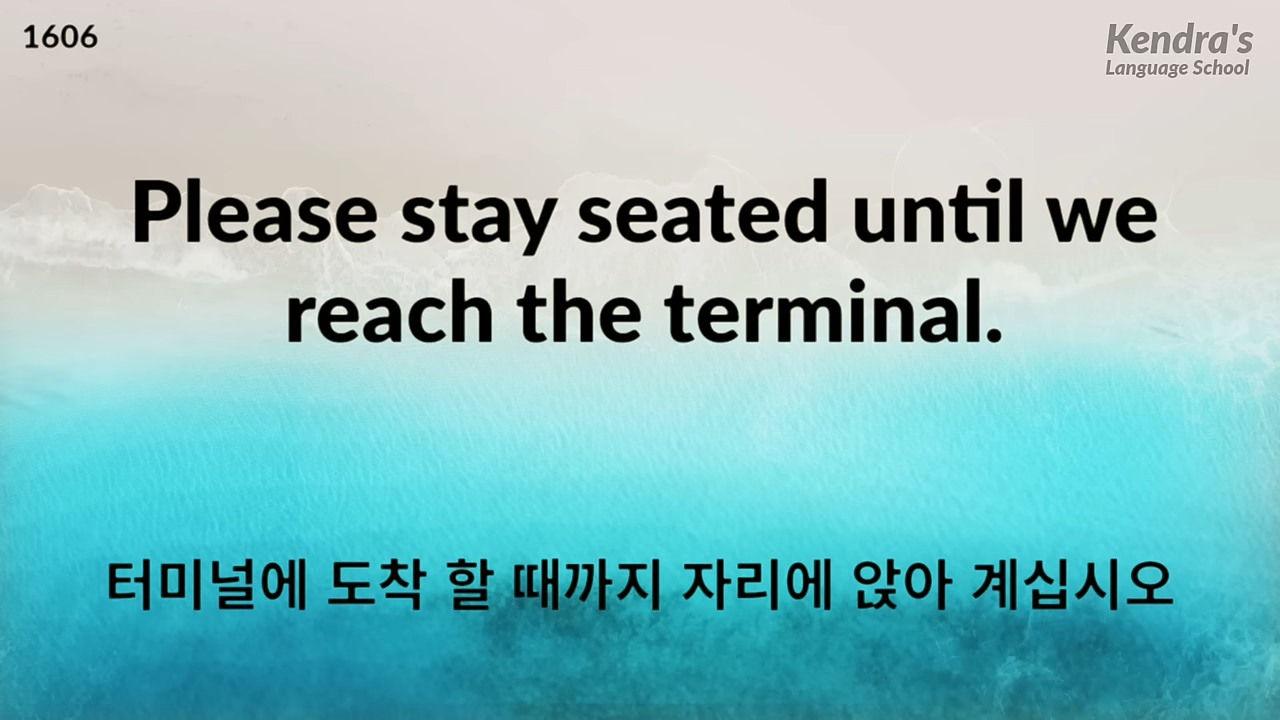 1606
Kendra's
Language School
Please stay seated until we
reach the terminal.
터미널에 도착 할 때까지 자리에 앉아 계십시오